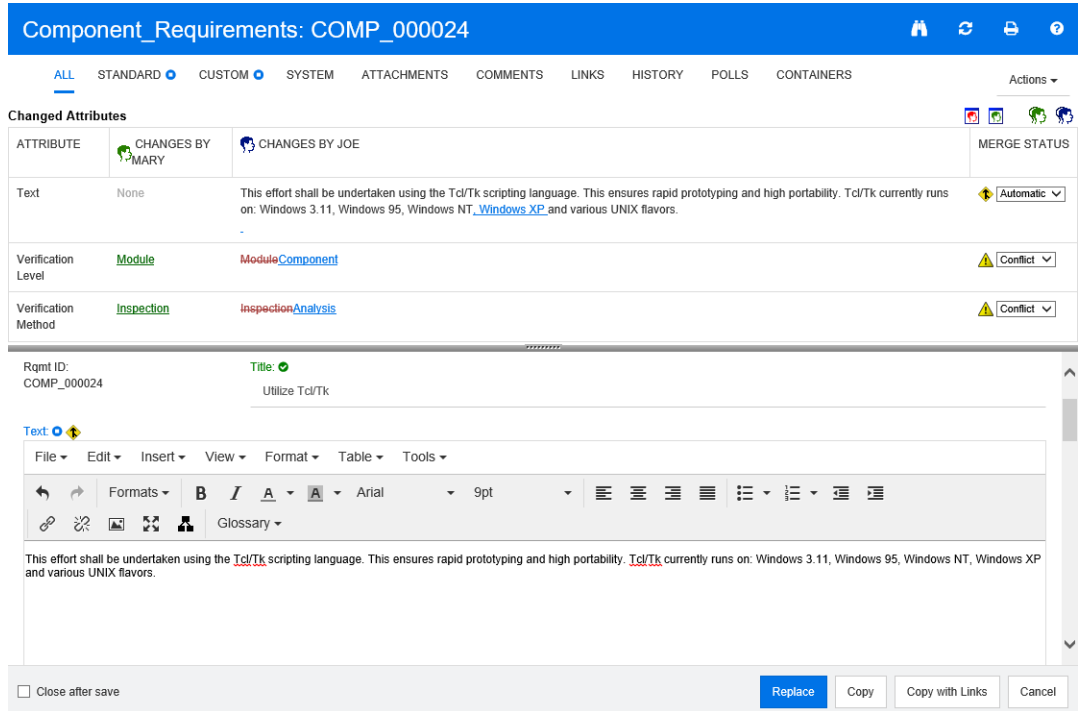 Component_Requirements: COMP_000024
ALL STANDARD CUSTOM SYSTEM ATTACHMENTS COMMENTS LINKS HISTORY POLLS CONTAINERS
Actions
Changed Attributes
ATTRIBUTE CHANGES BY MARY CHANGES BY JOE MERGE STATUS
Text None This effort shall be undertaken using the Tcl/Tk scripting language. This ensures rapid prototyping and high portability. Tcl/Tk currently runs Automatic
on: Windows 3.11, Windows 95, Windows NT, Windows XP and various UNIX flavors.
Verification Level Module ModuleComponent Conflict
Verification Method Inspection InspectionAnalysis Conflict
Rqmt ID: Title:
COMP_000024
Utilize Tcl/Tk
Text:
File Edit Insert View Format Table Tools
Formats B I A A Arial 9pt
Glossary
This effort shall be undertaken using the Tcl/Tk scripting language. This ensures rapid prototyping and high portability. Tcl/Tk currently runs on: Windows 3.11, Windows 95, Windows NT, Windows XP
and various UNIX flavors.
Close after save Replace Copy Copy with Links Cancel